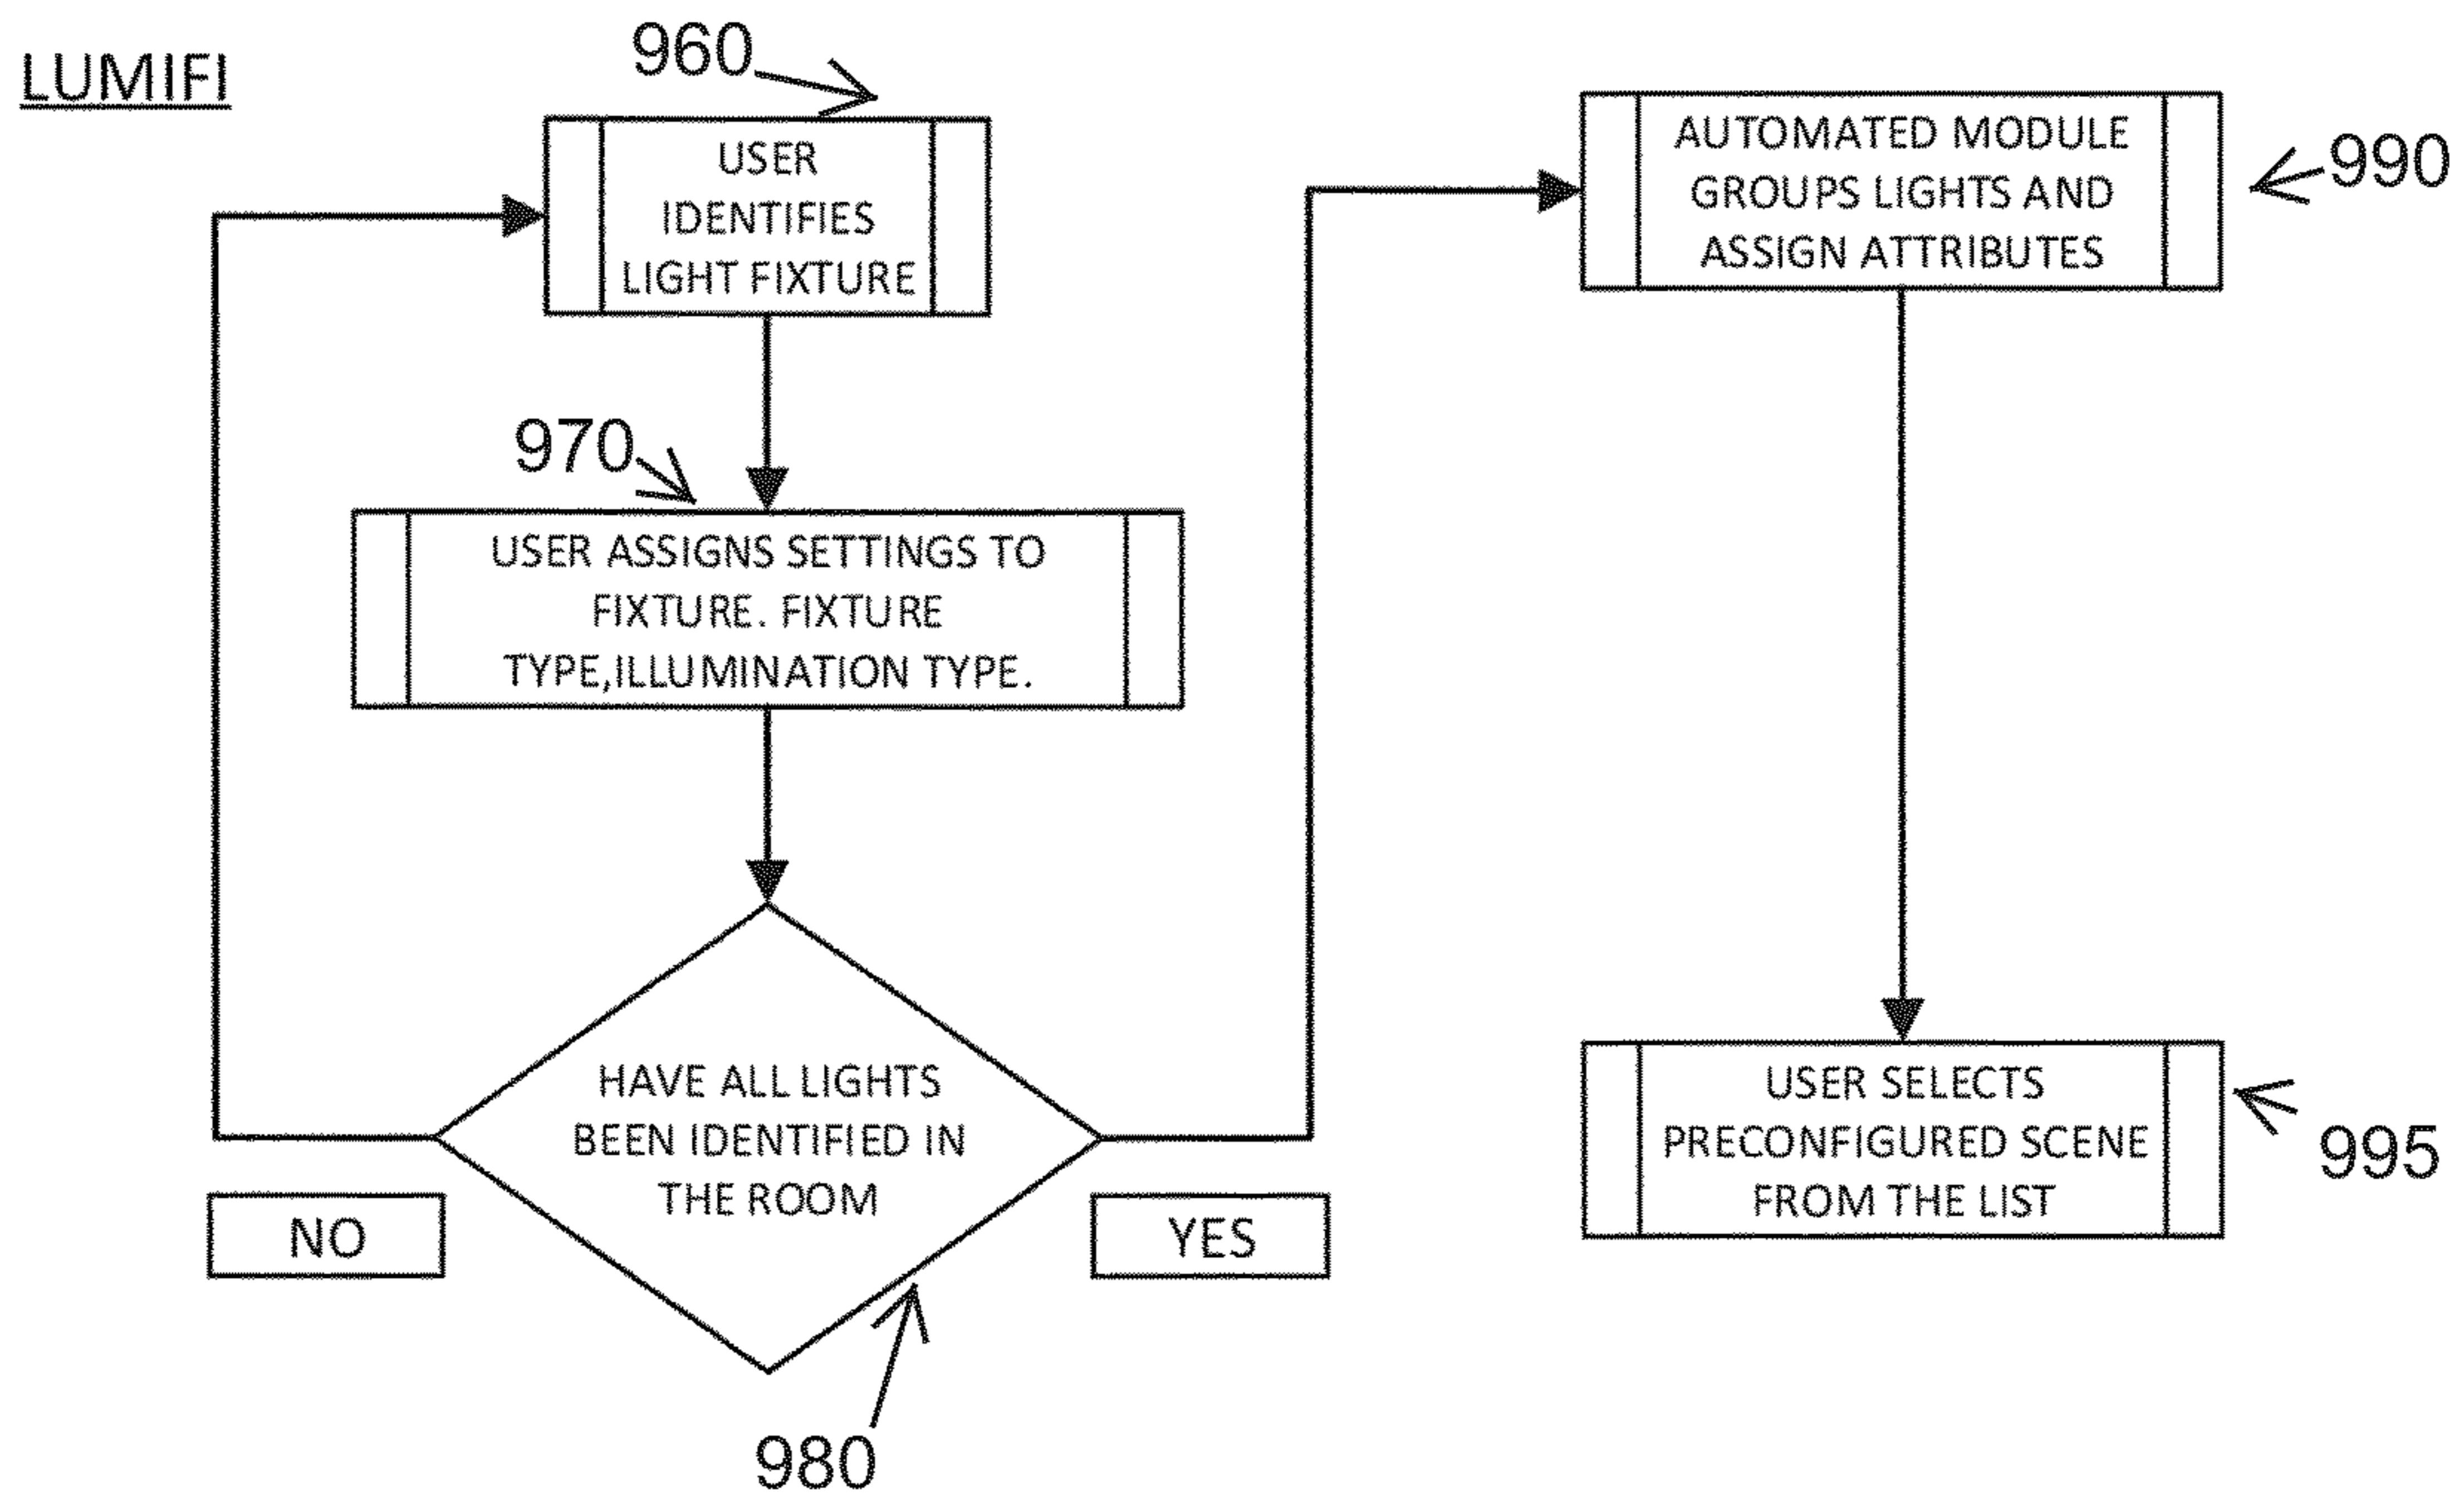 LUMIFI
960
USER
IDENTIFIES
LIGHT FIXTURE
970
USER ASSIGNS SETTINGS TO
FIXTURE. FIXTURE
TYPE,ILLUMINATION TYPE.
HAVE ALL LIGHTS
BEEN IDENTIFIED IN
THE ROOM
NO
YES
980
AUTOMATED MODULE
GROUPS LIGHTS AND
ASSIGN ATTRIBUTES
990
USER SELECTS
PRECONFIGURED SCENE
FROM THE LIST
995